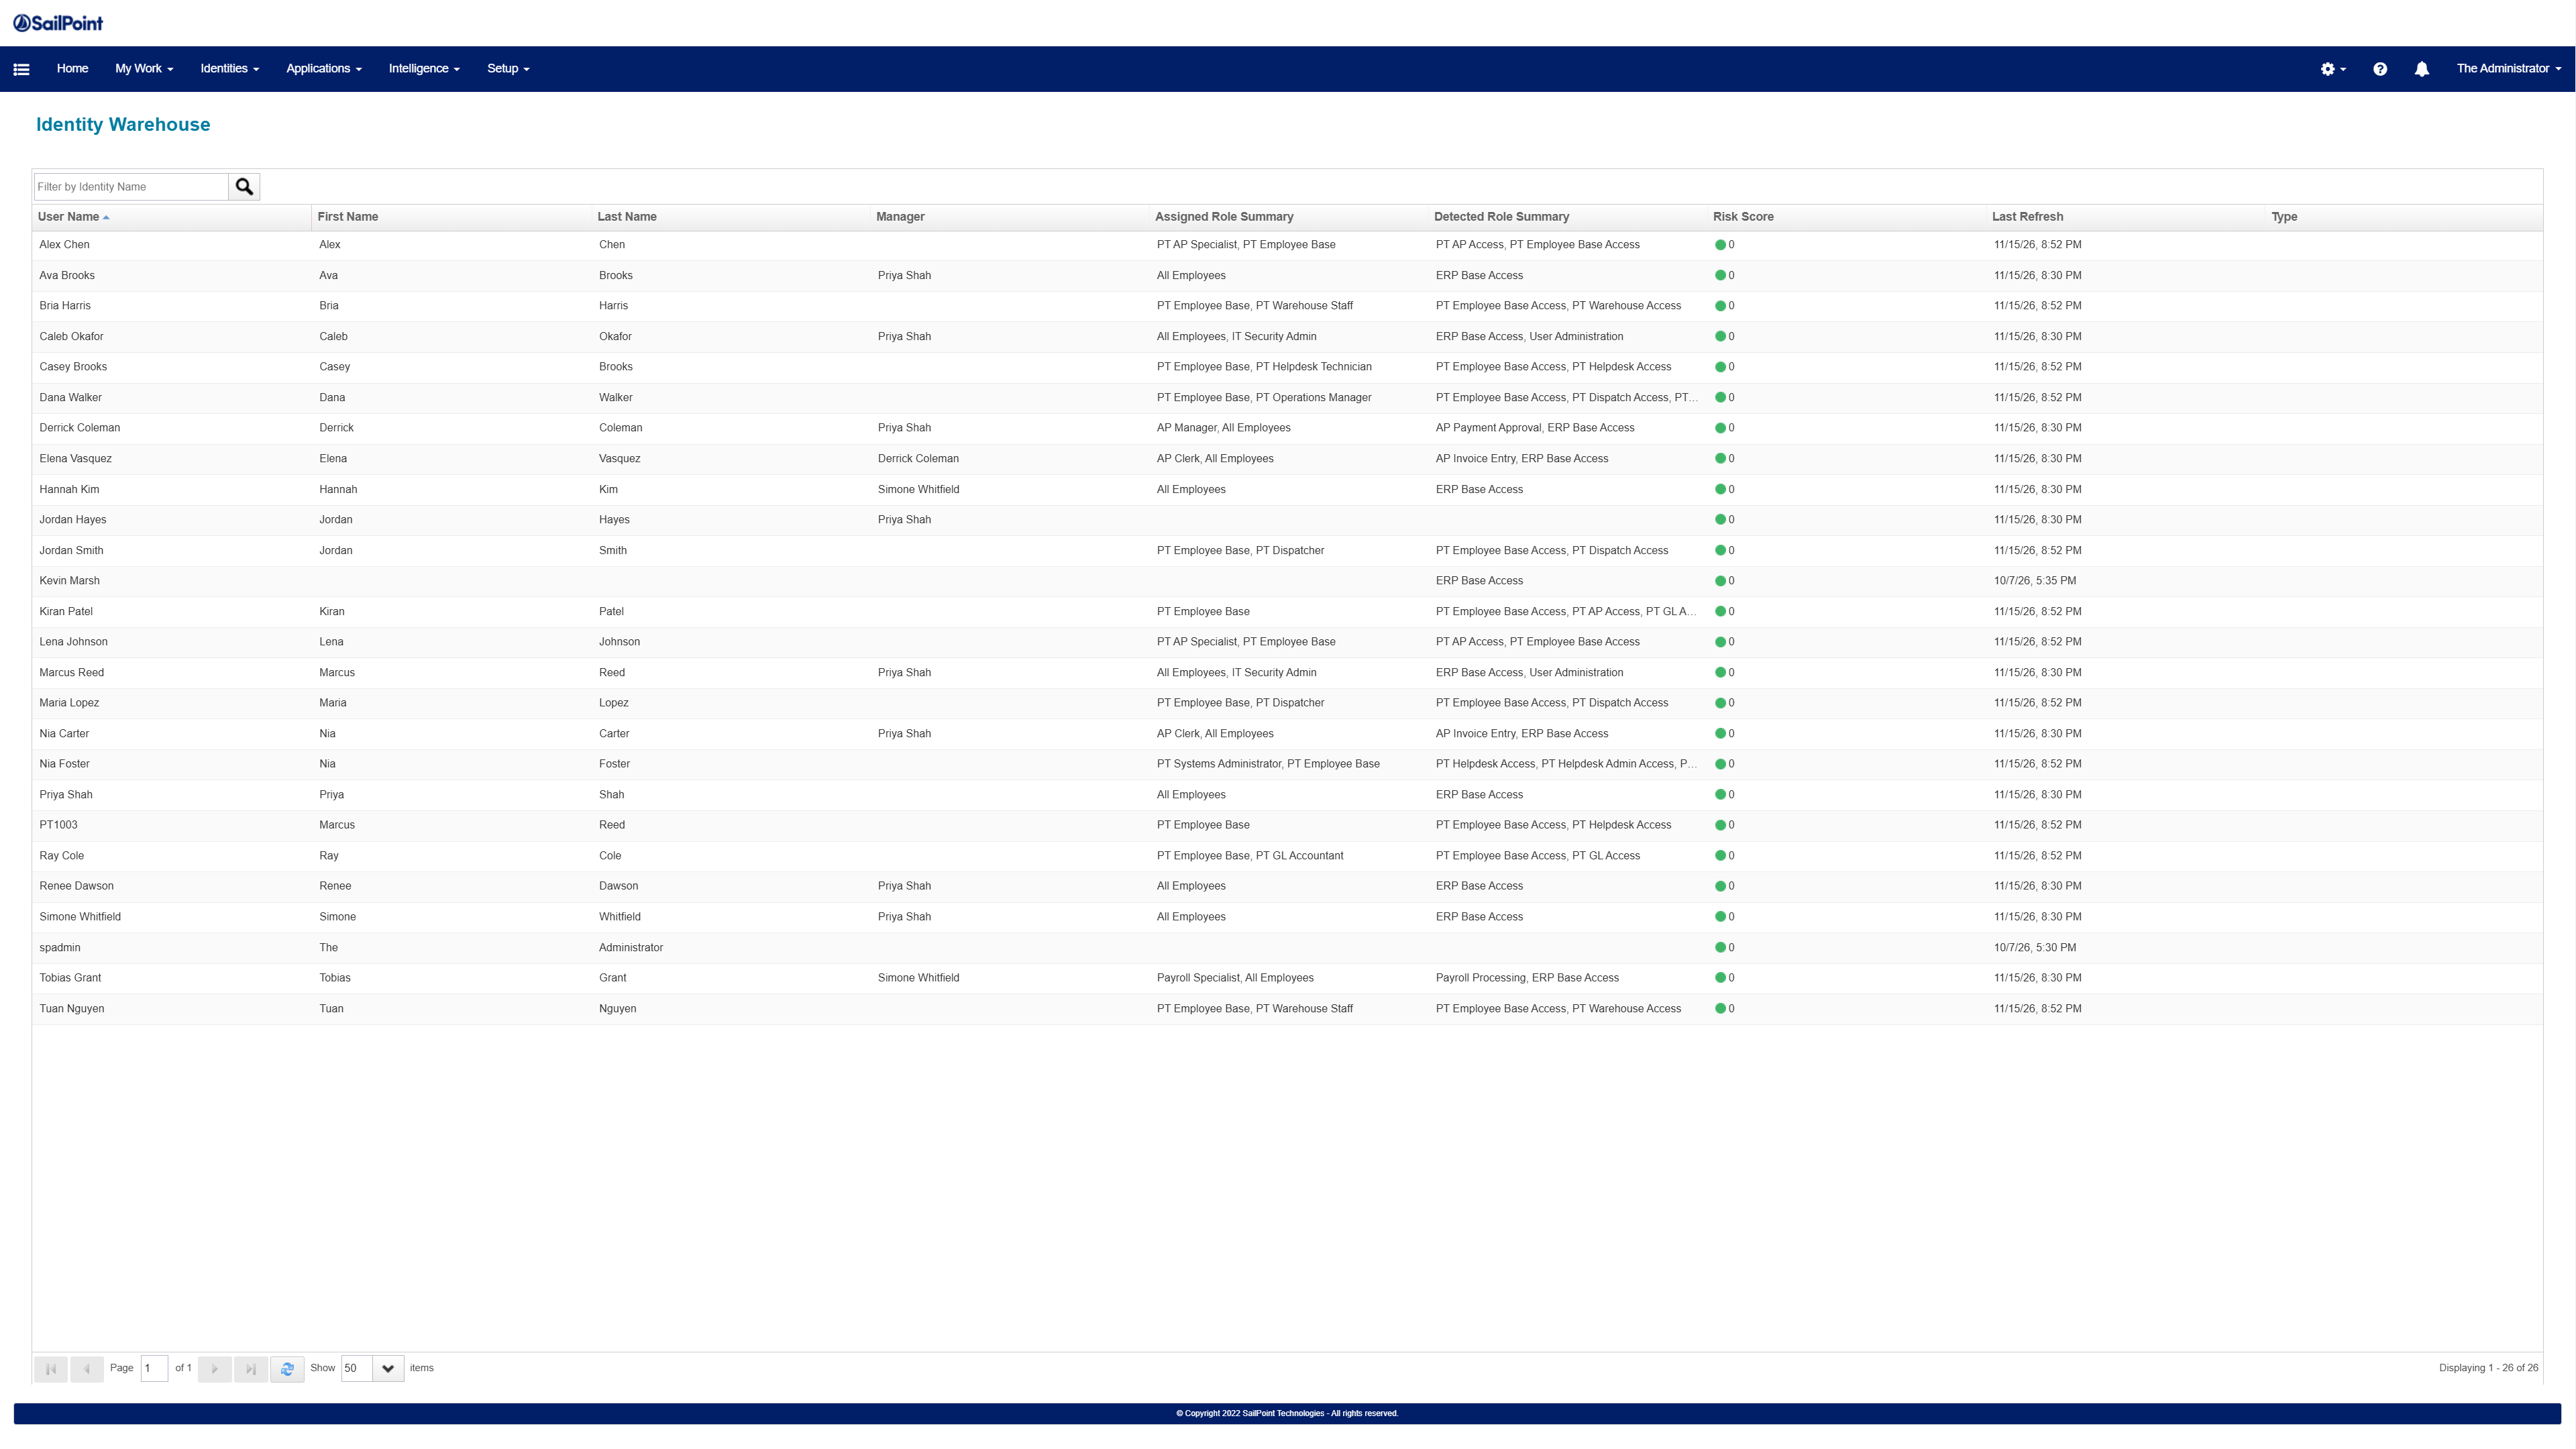 SailPoint
Home My Work Identities Applications Intelligence Setup The Administrator
Identity Warehouse
Filter by Identity Name
User Name First Name Last Name Manager Assigned Role Summary Detected Role Summary Risk Score Last Refresh Type
Alex Chen Alex Chen PT AP Specialist, PT Employee Base PT AP Access, PT Employee Base Access 0 11/15/26, 8:52 PM
Ava Brooks Ava Brooks Priya Shah All Employees ERP Base Access 0 11/15/26, 8:30 PM
Bria Harris Bria Harris PT Employee Base, PT Warehouse Staff PT Employee Base Access, PT Warehouse Access 0 11/15/26, 8:52 PM
Caleb Okafor Caleb Okafor Priya Shah All Employees, IT Security Admin ERP Base Access, User Administration 0 11/15/26, 8:30 PM
Casey Brooks Casey Brooks PT Employee Base, PT Helpdesk Technician PT Employee Base Access, PT Helpdesk Access 0 11/15/26, 8:52 PM
Dana Walker Dana Walker PT Employee Base, PT Operations Manager PT Employee Base Access, PT Dispatch Access, PT... 0 11/15/26, 8:52 PM
Derrick Coleman Derrick Coleman Priya Shah AP Manager, All Employees AP Payment Approval, ERP Base Access 0 11/15/26, 8:30 PM
Elena Vasquez Elena Vasquez Derrick Coleman AP Clerk, All Employees AP Invoice Entry, ERP Base Access 0 11/15/26, 8:30 PM
Hannah Kim Hannah Kim Simone Whitfield All Employees ERP Base Access 0 11/15/26, 8:30 PM
Jordan Hayes Jordan Hayes Priya Shah 0 11/15/26, 8:30 PM
Jordan Smith Jordan Smith PT Employee Base, PT Dispatcher PT Employee Base Access, PT Dispatch Access 0 11/15/26, 8:52 PM
Kevin Marsh ERP Base Access 0 10/7/26, 5:35 PM
Kiran Patel Kiran Patel PT Employee Base PT Employee Base Access, PT AP Access, PT GL A... 0 11/15/26, 8:52 PM
Lena Johnson Lena Johnson PT AP Specialist, PT Employee Base PT AP Access, PT Employee Base Access 0 11/15/26, 8:52 PM
Marcus Reed Marcus Reed Priya Shah All Employees, IT Security Admin ERP Base Access, User Administration 0 11/15/26, 8:30 PM
Maria Lopez Maria Lopez PT Employee Base, PT Dispatcher PT Employee Base Access, PT Dispatch Access 0 11/15/26, 8:52 PM
Nia Carter Nia Carter Priya Shah AP Clerk, All Employees AP Invoice Entry, ERP Base Access 0 11/15/26, 8:30 PM
Nia Foster Nia Foster PT Systems Administrator, PT Employee Base PT Helpdesk Access, PT Helpdesk Admin Access, P... 0 11/15/26, 8:52 PM
Priya Shah Priya Shah All Employees ERP Base Access 0 11/15/26, 8:30 PM
PT1003 Marcus Reed PT Employee Base PT Employee Base Access, PT Helpdesk Access 0 11/15/26, 8:52 PM
Ray Cole Ray Cole PT Employee Base, PT GL Accountant PT Employee Base Access, PT GL Access 0 11/15/26, 8:52 PM
Renee Dawson Renee Dawson Priya Shah All Employees ERP Base Access 0 11/15/26, 8:30 PM
Simone Whitfield Simone Whitfield Priya Shah All Employees ERP Base Access 0 11/15/26, 8:30 PM
spadmin The Administrator 0 10/7/26, 5:30 PM
Tobias Grant Tobias Grant Simone Whitfield Payroll Specialist, All Employees Payroll Processing, ERP Base Access 0 11/15/26, 8:30 PM
Tuan Nguyen Tuan Nguyen PT Employee Base, PT Warehouse Staff PT Employee Base Access, PT Warehouse Access 0 11/15/26, 8:52 PM
Page 1 of 1 Show 50 items Displaying 1 - 26 of 26
© Copyright 2022 SailPoint Technologies - All rights reserved.